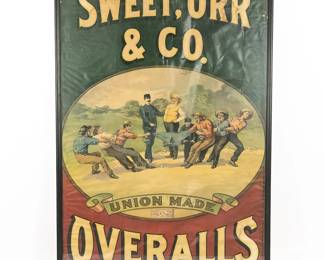 SWEET, ORR
& CO.
UNION MADE
OVERALLS